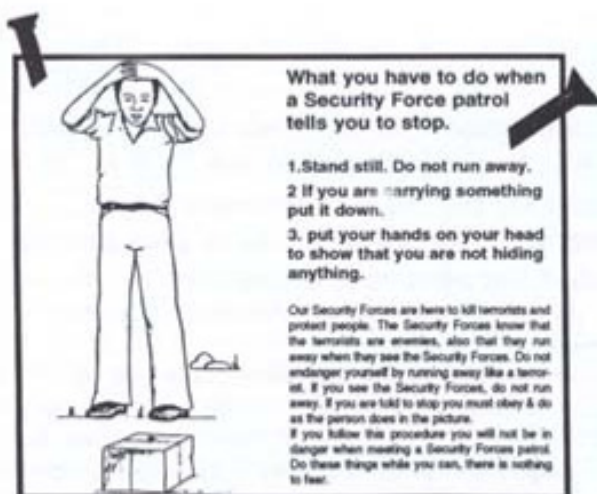 What you have to do when
a Security Force patrol
tells you to stop.
1.Stand still. Do not run away.
2 If you are carrying something
put it down.
3. put your hands on your head
to show that you are not hiding
anything.
Our Security Forces are here to kill terrorists and
protect people. The Security Forces know that
the terrorists are enemies, also that they run
away when they see the Security Forces. Do not
endanger yourself by running away like a terror-
ist. If you see the Security Forces, do not run
away. If you are told to stop you must obey & do
as the person does in the picture.
If you follow this procedure you will not be in
danger when meeting a Security Forces patrol.
Do these things while you can, there is nothing
to fear.